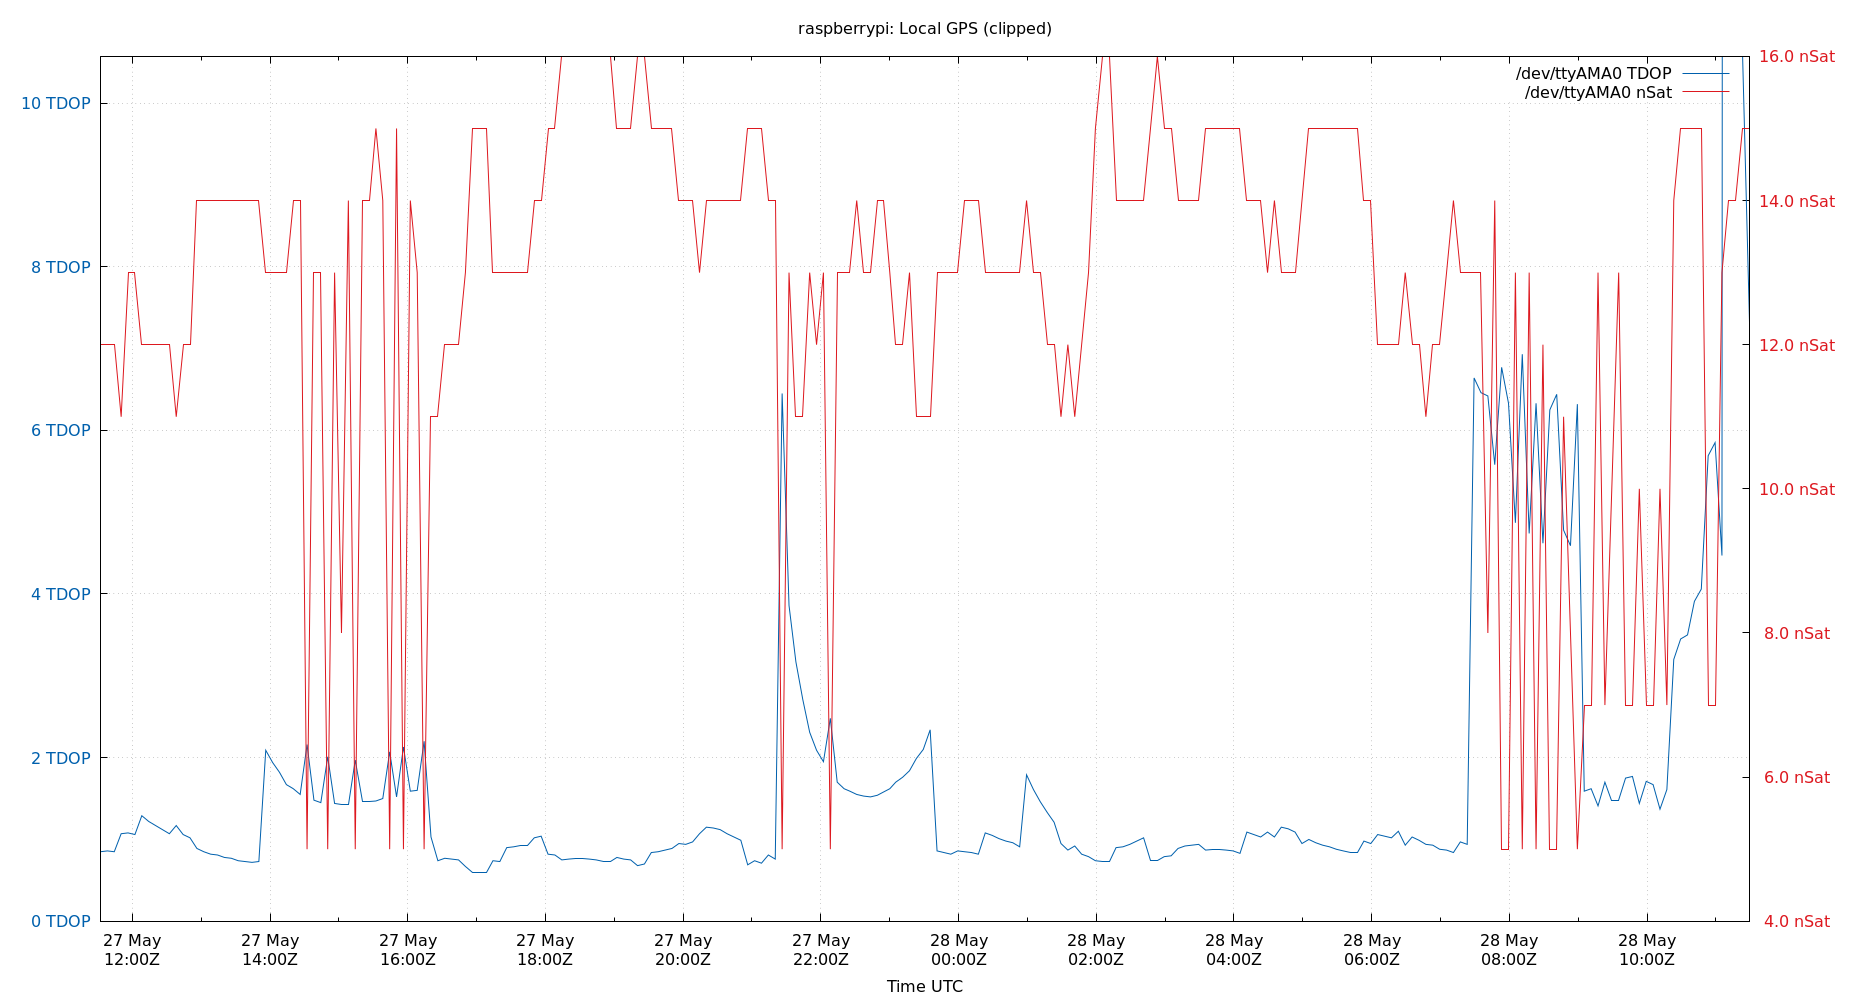 raspberrypi: Local GPS (clipped)
/dev/ttyAMA0 TDOP
/dev/ttyAMA0 nSat
10 TDOP
8 TDOP
6 TDOP
4 TDOP
2 TDOP
0 TDOP
16.0 nSat
14.0 nSat
12.0 nSat
10.0 nSat
8.0 nSat
6.0 nSat
4.0 nSat
27 May 27 May 27 May 27 May 27 May 27 May 28 May 28 May 28 May 28 May 28 May 28 May
12:00Z 14:00Z 16:00Z 18:00Z 20:00Z 22:00Z 00:00Z 02:00Z 04:00Z 06:00Z 08:00Z 10:00Z
Time UTC